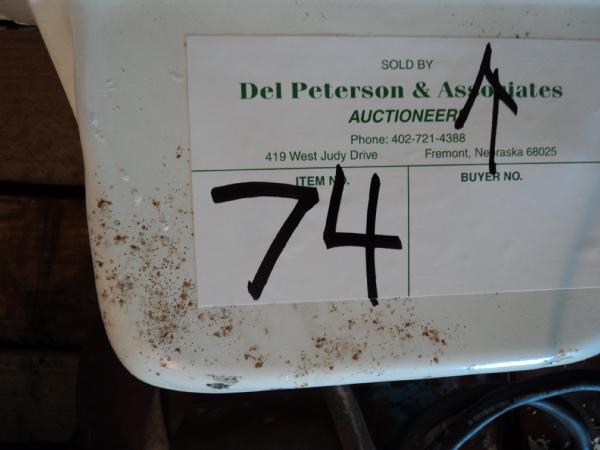 SOLD BY
Del Peterson & Associates
AUCTIONEERS
Phone: 402-721-4388
419 West Judy Drive Fremont, Nebraska 68025
ITEM NO. BUYER NO.
74